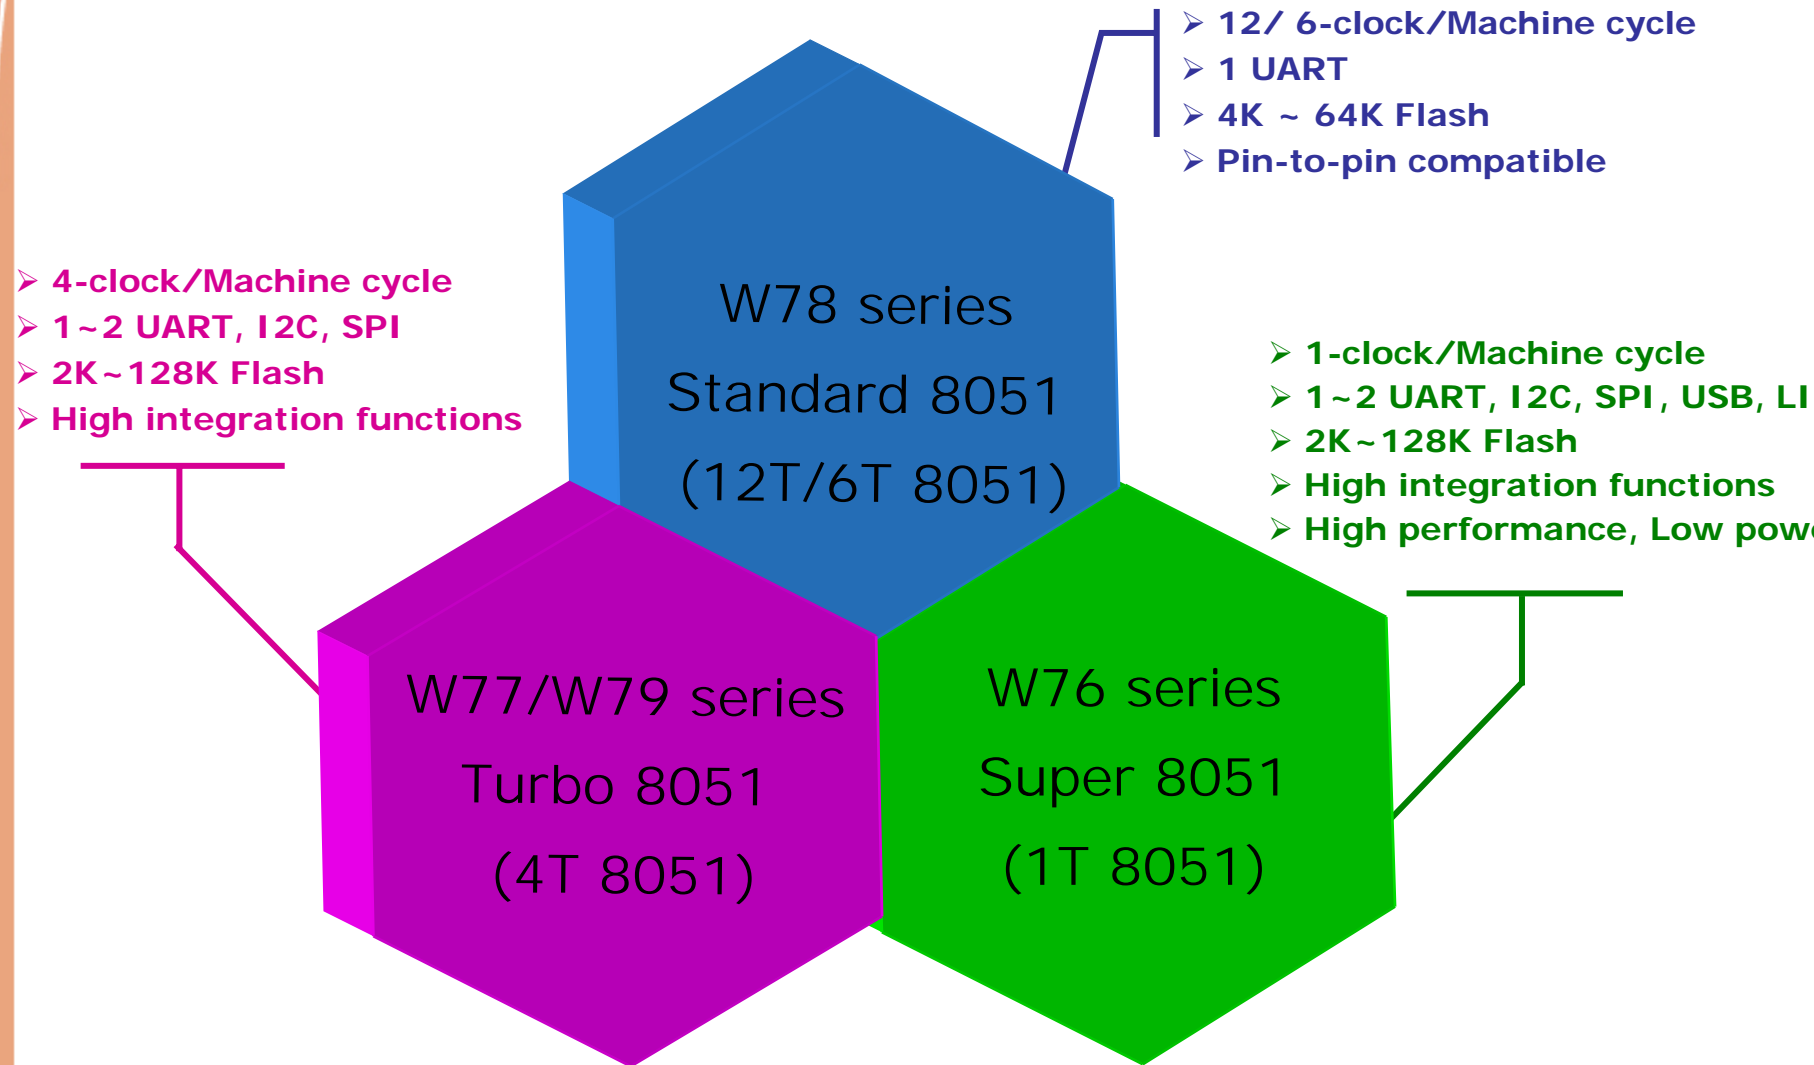 ➢ 12/ 6-clock/Machine cycle
➢ 1 UART
➢ 4K ~ 64K Flash
➢ Pin-to-pin compatible
➢ 4-clock/Machine cycle
➢ 1~2 UART, I2C, SPI
➢ 2K~128K Flash
➢ High integration functions
W78 series
Standard 8051
(12T/6T 8051)
➢ 1-clock/Machine cycle
➢ 1~2 UART, I2C, SPI, USB,
➢ 2K~128K Flash
➢ High integration functions
➢ High performance, Low
W77/W79 series
Turbo 8051
(4T 8051)
W76 series
Super 8051
(1T 8051)